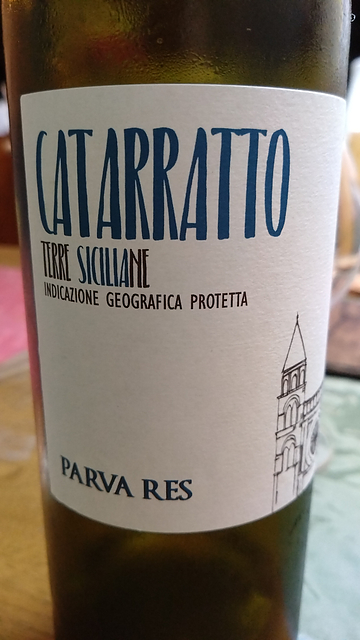 CATARRATTO
TERRE SICILIANE
INDICAZIONE GEOGRAFICA PROTETTA
PARVA RES